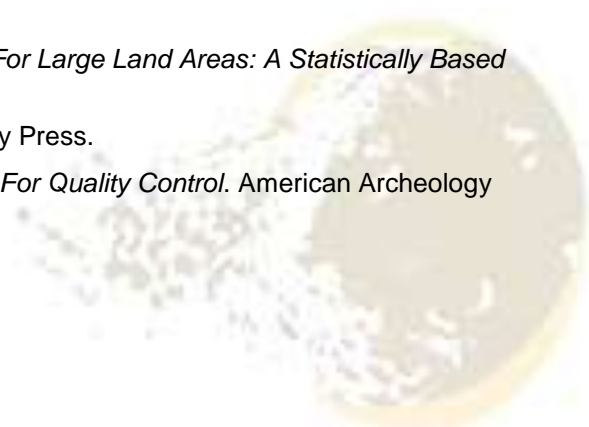 For Large Land Areas: A Statistically Based
y Press.
For Quality Control. American Archeology